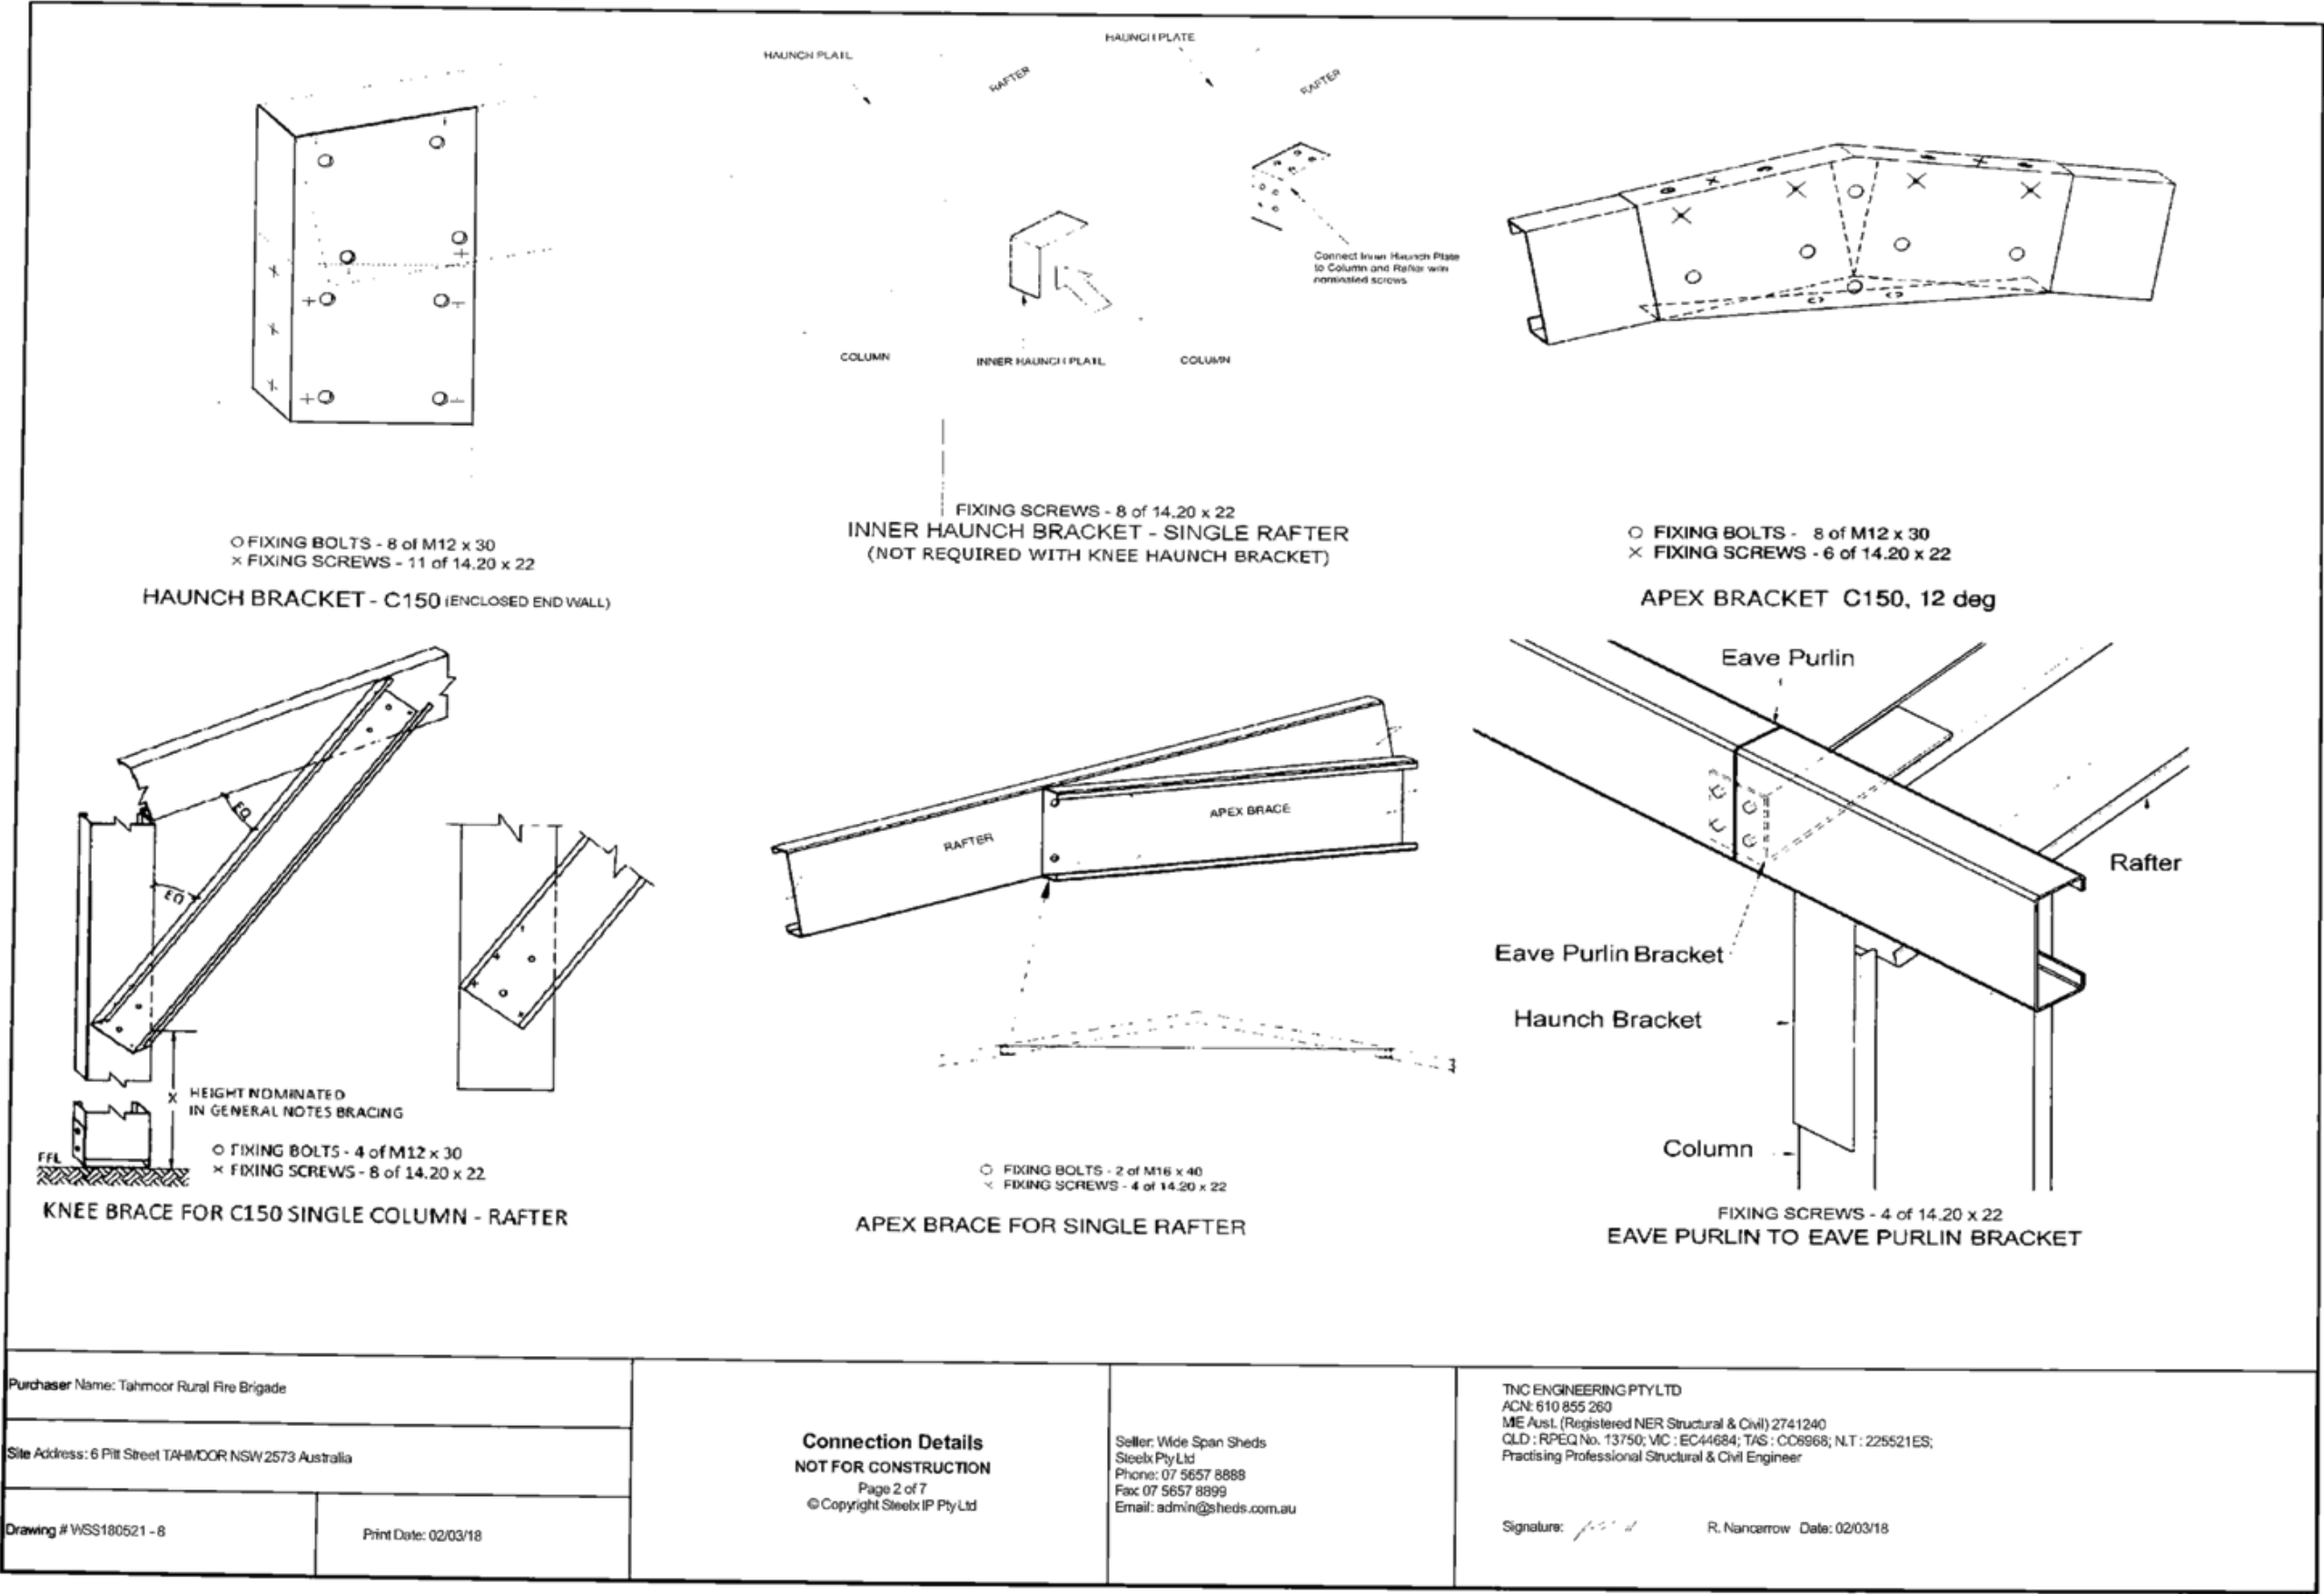 HAUNCH PLATE
RAFTER
HAUNCH PLATE
RAFTER
Connect Inner Haunch Plate
to Column and Rafter with
nominated screws
COLUMN
INNER HAUNCH PLATE
COLUMN
O FIXING BOLTS - 8 of M12 x 30
× FIXING SCREWS - 11 of 14.20 x 22
HAUNCH BRACKET - C150 (ENCLOSED END WALL)
FIXING SCREWS - 8 of 14.20 x 22
INNER HAUNCH BRACKET - SINGLE RAFTER
(NOT REQUIRED WITH KNEE HAUNCH BRACKET)
O FIXING BOLTS - 8 of M12 x 30
× FIXING SCREWS - 6 of 14.20 x 22
APEX BRACKET C150, 12 deg
EQ
EQ
X
HEIGHT NOMINATED
IN GENERAL NOTES BRACING
FFL
O FIXING BOLTS - 4 of M12 x 30
× FIXING SCREWS - 8 of 14.20 x 22
KNEE BRACE FOR C150 SINGLE COLUMN - RAFTER
RAFTER
APEX BRACE
O FIXING BOLTS - 2 of M16 x 40
× FIXING SCREWS - 4 of 14.20 x 22
APEX BRACE FOR SINGLE RAFTER
Eave Purlin
Rafter
Eave Purlin Bracket
Haunch Bracket
Column
FIXING SCREWS - 4 of 14.20 x 22
EAVE PURLIN TO EAVE PURLIN BRACKET
Purchaser Name: Tahmoor Rural Fire Brigade
Site Address: 6 Pitt Street TAHMOOR NSW 2573 Australia
Drawing # WSS180521 - 8
Print Date: 02/03/18
Connection Details
NOT FOR CONSTRUCTION
Page 2 of 7
© Copyright Steelx IP Pty Ltd
Seller: Wide Span Sheds
Steelx Pty Ltd
Phone: 07 5657 8888
Fax: 07 5657 8899
Email: admin@sheds.com.au
TNC ENGINEERING PTY LTD
ACN: 610 855 260
MIE Aust. (Registered NER Structural & Civil) 2741240
QLD : RPEQ No. 13750; VIC : EC44684; TAS : CC6968; N.T : 225521ES;
Practising Professional Structural & Civil Engineer
Signature:
R. Nancarrow Date: 02/03/18